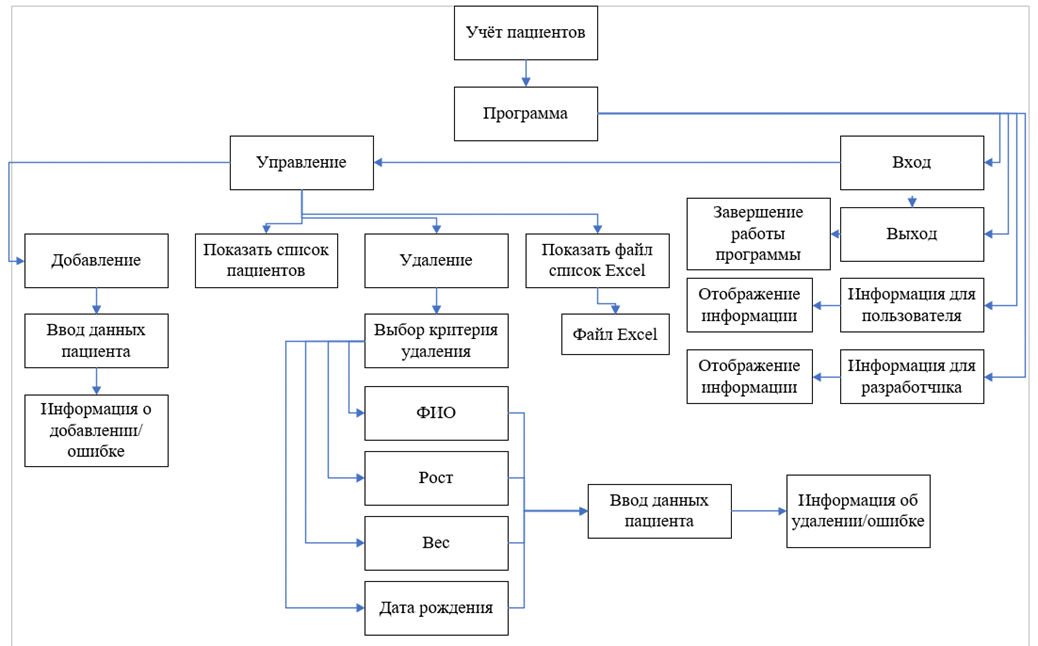 Учёт пациентов
Программа
Управление
Вход
Завершение
работы
программы
Выход
Добавление
Показать список
пациентов
Удаление
Показать файл
список Excel
Отображение
информации
Информация для
пользователя
Ввод данных
пациента
Выбор критерия
удаления
Файл Excel
Отображение
информации
Информация для
разработчика
Информация о
добавлении/
ошибке
ФИО
Рост
Вес
Дата рождения
Ввод данных
пациента
Информация об
удалении/ошибке